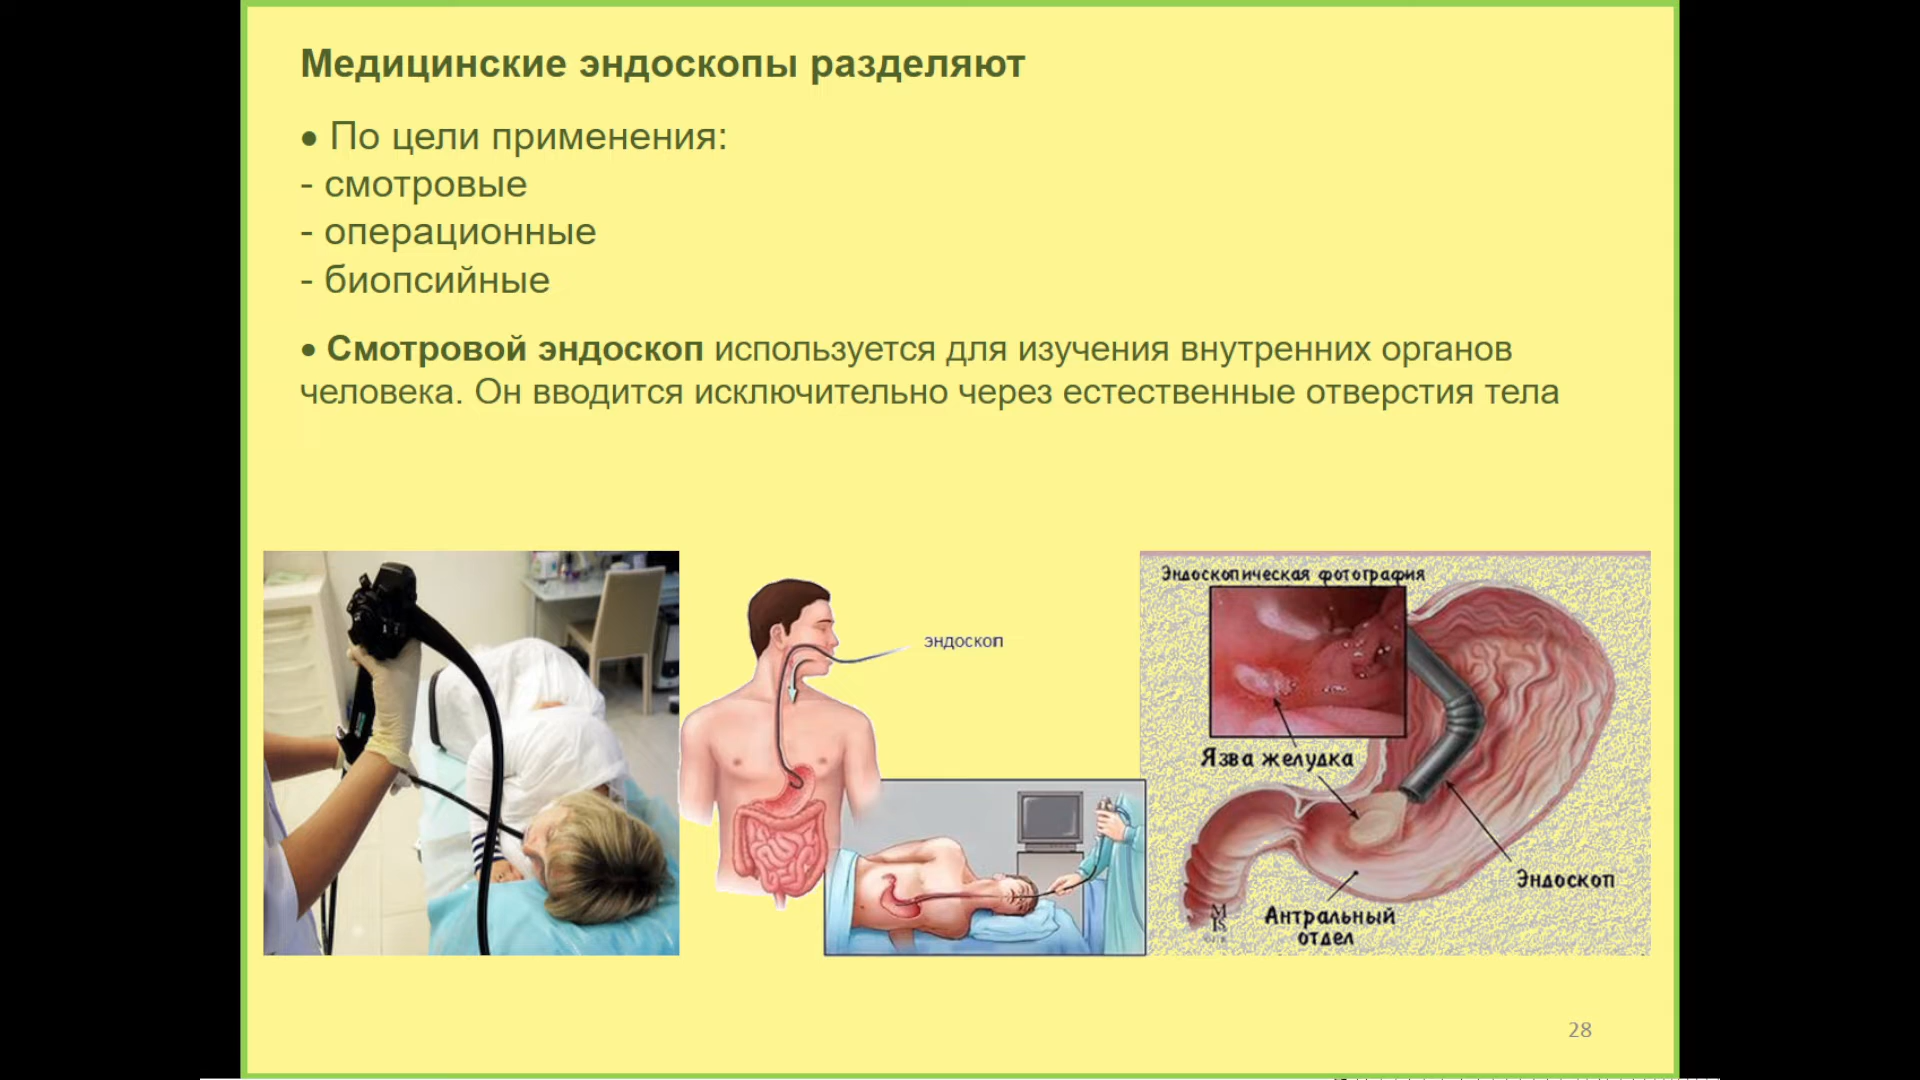 Медицинские эндоскопы разделяют
• По цели применения:
- смотровые
- операционные
- биопсийные
• Смотровой эндоскоп используется для изучения внутренних органов
человека. Он вводится исключительно через естественные отверстия тела
эндоскоп
Эндоскопическая фотография
Язва желудка
Эндоскоп
Антральный
отдел
28